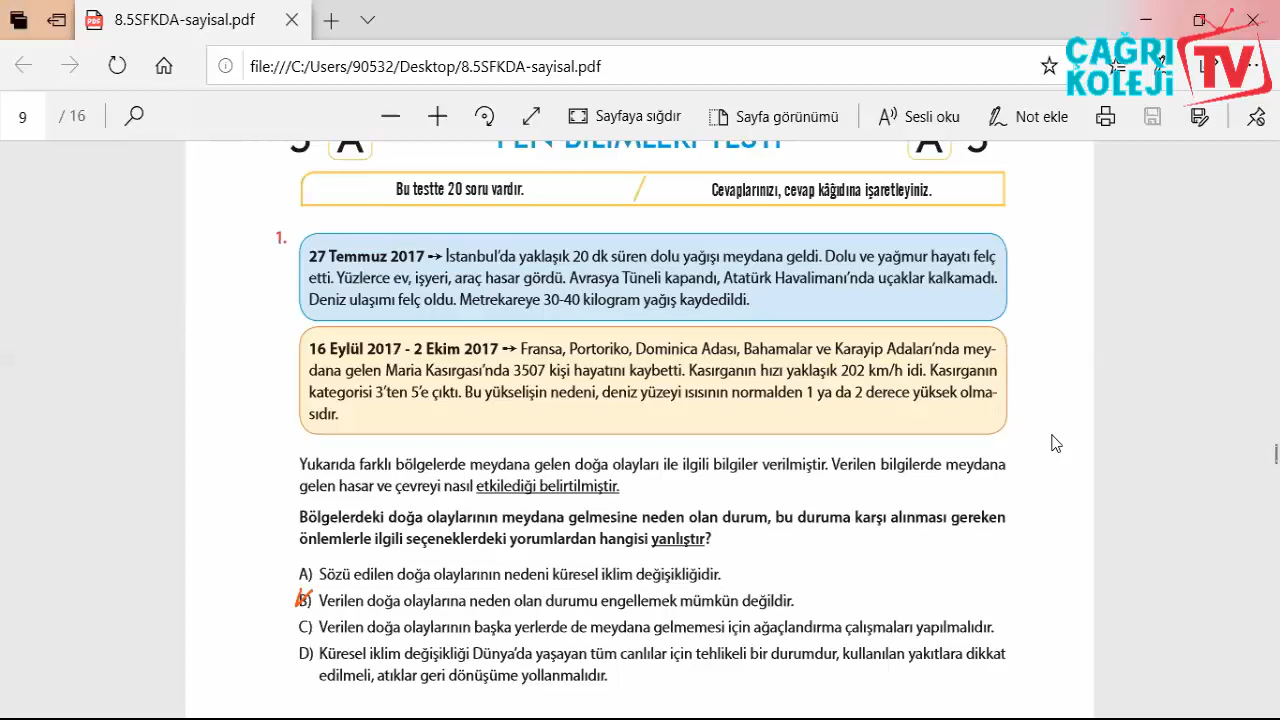 8.5SFKDA-sayisal.pdf
ÇAĞRI
KOLEJİ TV
file:///C:/Users/90532/Desktop/8.5SFKDA-sayisal.pdf
9 / 16 Sayfaya sığdır Sayfa görünümü Sesli oku Not ekle
5 A FEN BİLİMLERİ TESTİ A 5
Bu testte 20 soru vardır. Cevaplarınızı, cevap kâğıdına işaretleyiniz.
1.
27 Temmuz 2017 ➙ İstanbul’da yaklaşık 20 dk süren dolu yağışı meydana geldi. Dolu ve yağmur hayatı felç
etti. Yüzlerce ev, işyeri, araç hasar gördü. Avrasya Tüneli kapandı, Atatürk Havalimanı’nda uçaklar kalkamadı.
Deniz ulaşımı felç oldu. Metrekareye 30-40 kilogram yağış kaydedildi.
16 Eylül 2017 - 2 Ekim 2017 ➙ Fransa, Portoriko, Dominica Adası, Bahamalar ve Karayip Adaları’nda mey-
dana gelen Maria Kasırgası’nda 3507 kişi hayatını kaybetti. Kasırganın hızı yaklaşık 202 km/h idi. Kasırganın
kategorisi 3’ten 5’e çıktı. Bu yükselişin nedeni, deniz yüzeyi ısısının normalden 1 ya da 2 derece yüksek olma-
sıdır.
Yukarıda farklı bölgelerde meydana gelen doğa olayları ile ilgili bilgiler verilmiştir. Verilen bilgilerde meydana
gelen hasar ve çevreyi nasıl etkilediği belirtilmiştir.
Bölgelerdeki doğa olaylarının meydana gelmesine neden olan durum, bu duruma karşı alınması gereken
önlemlerle ilgili seçeneklerdeki yorumlardan hangisi yanlıştır?
A) Sözü edilen doğa olaylarının nedeni küresel iklim değişikliğidir.
B) Verilen doğa olaylarına neden olan durumu engellemek mümkün değildir.
C) Verilen doğa olaylarının başka yerlerde de meydana gelmemesi için ağaçlandırma çalışmaları yapılmalıdır.
D) Küresel iklim değişikliği Dünya’da yaşayan tüm canlılar için tehlikeli bir durumdur, kullanılan yakıtlara dikkat
edilmeli, atıklar geri dönüşüme yollanmalıdır.